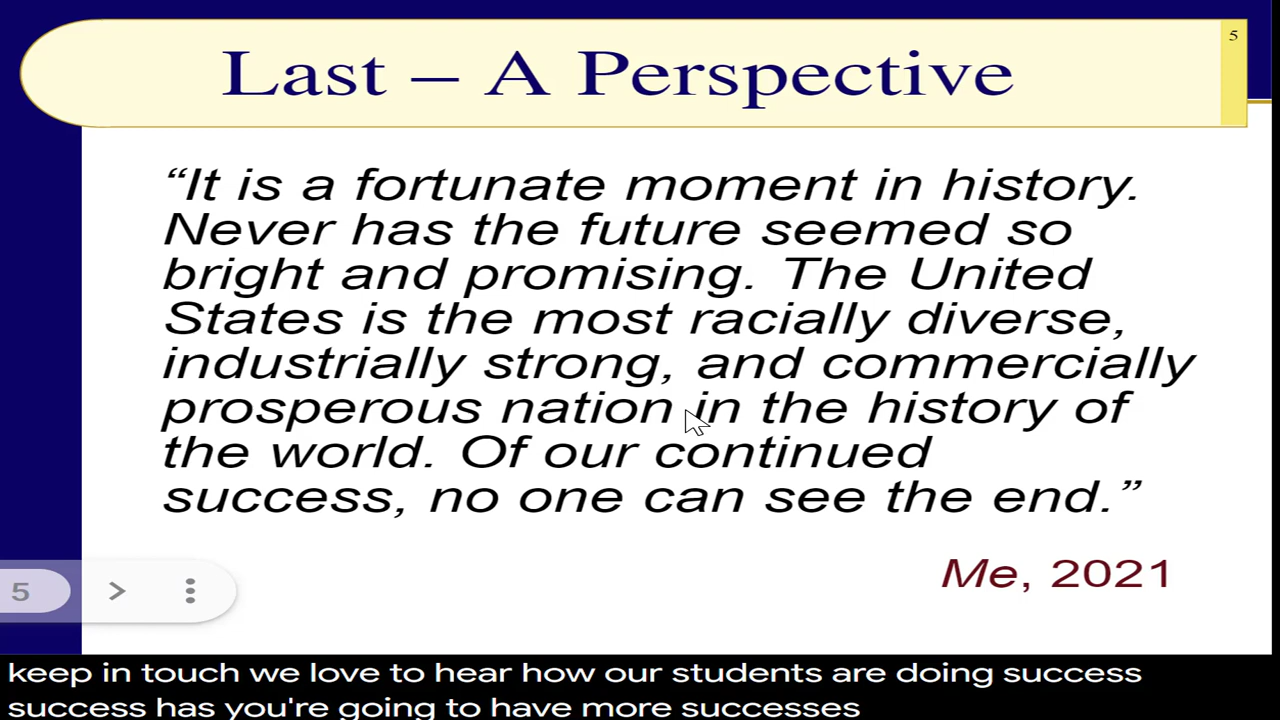 5
Last – A Perspective
“It is a fortunate moment in history.
Never has the future seemed so
bright and promising. The United
States is the most racially diverse,
industrially strong, and commercially
prosperous nation in the history of
the world. Of our continued
success, no one can see the end.”
Me, 2021
5
keep in touch we love to hear how our students are doing success
success has you're going to have more successes